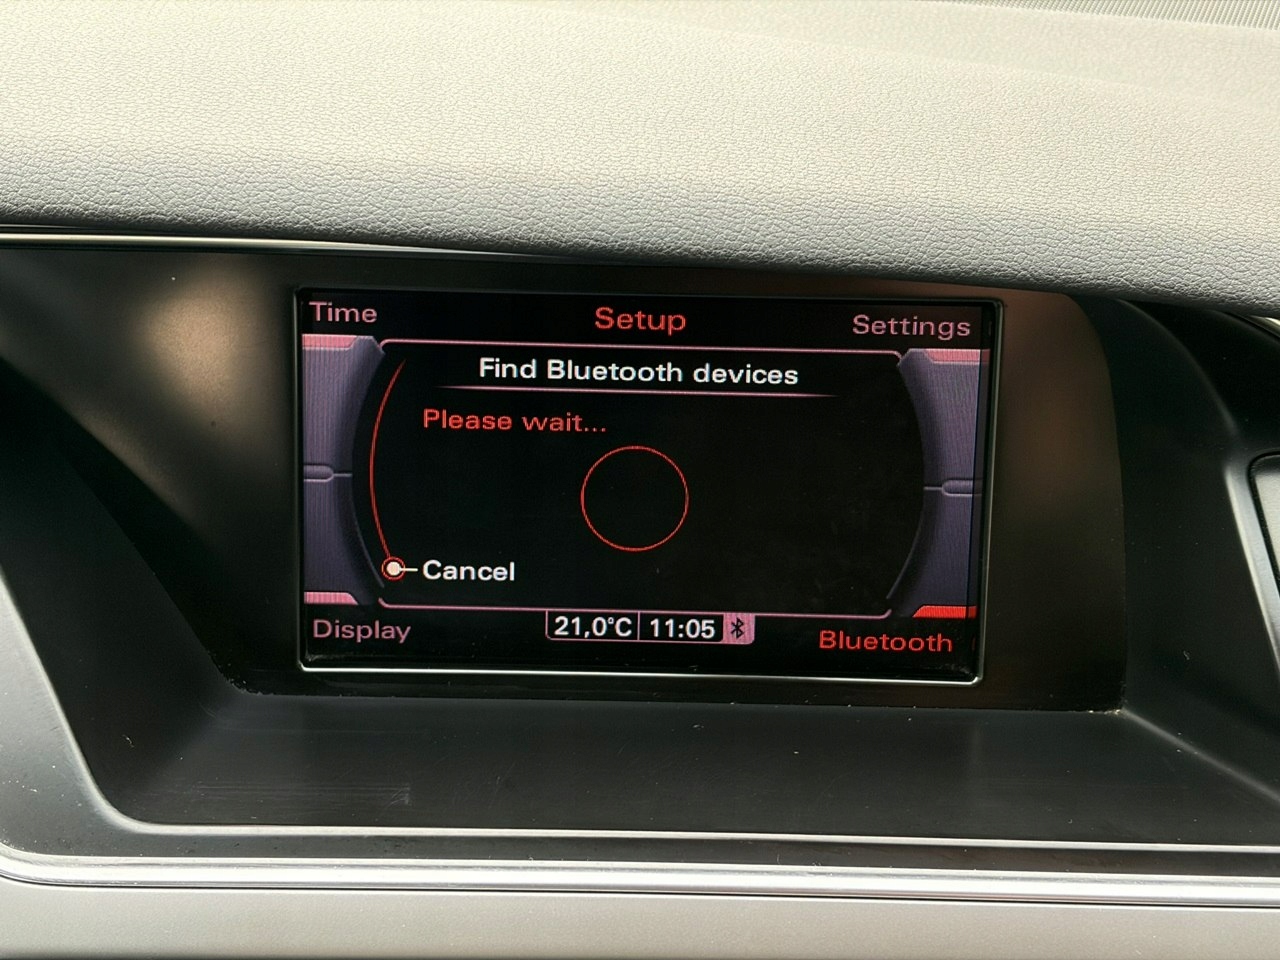 Time
Setup
Settings
Find Bluetooth devices
Please wait...
Cancel
Display
21,0°C 11:05
Bluetooth